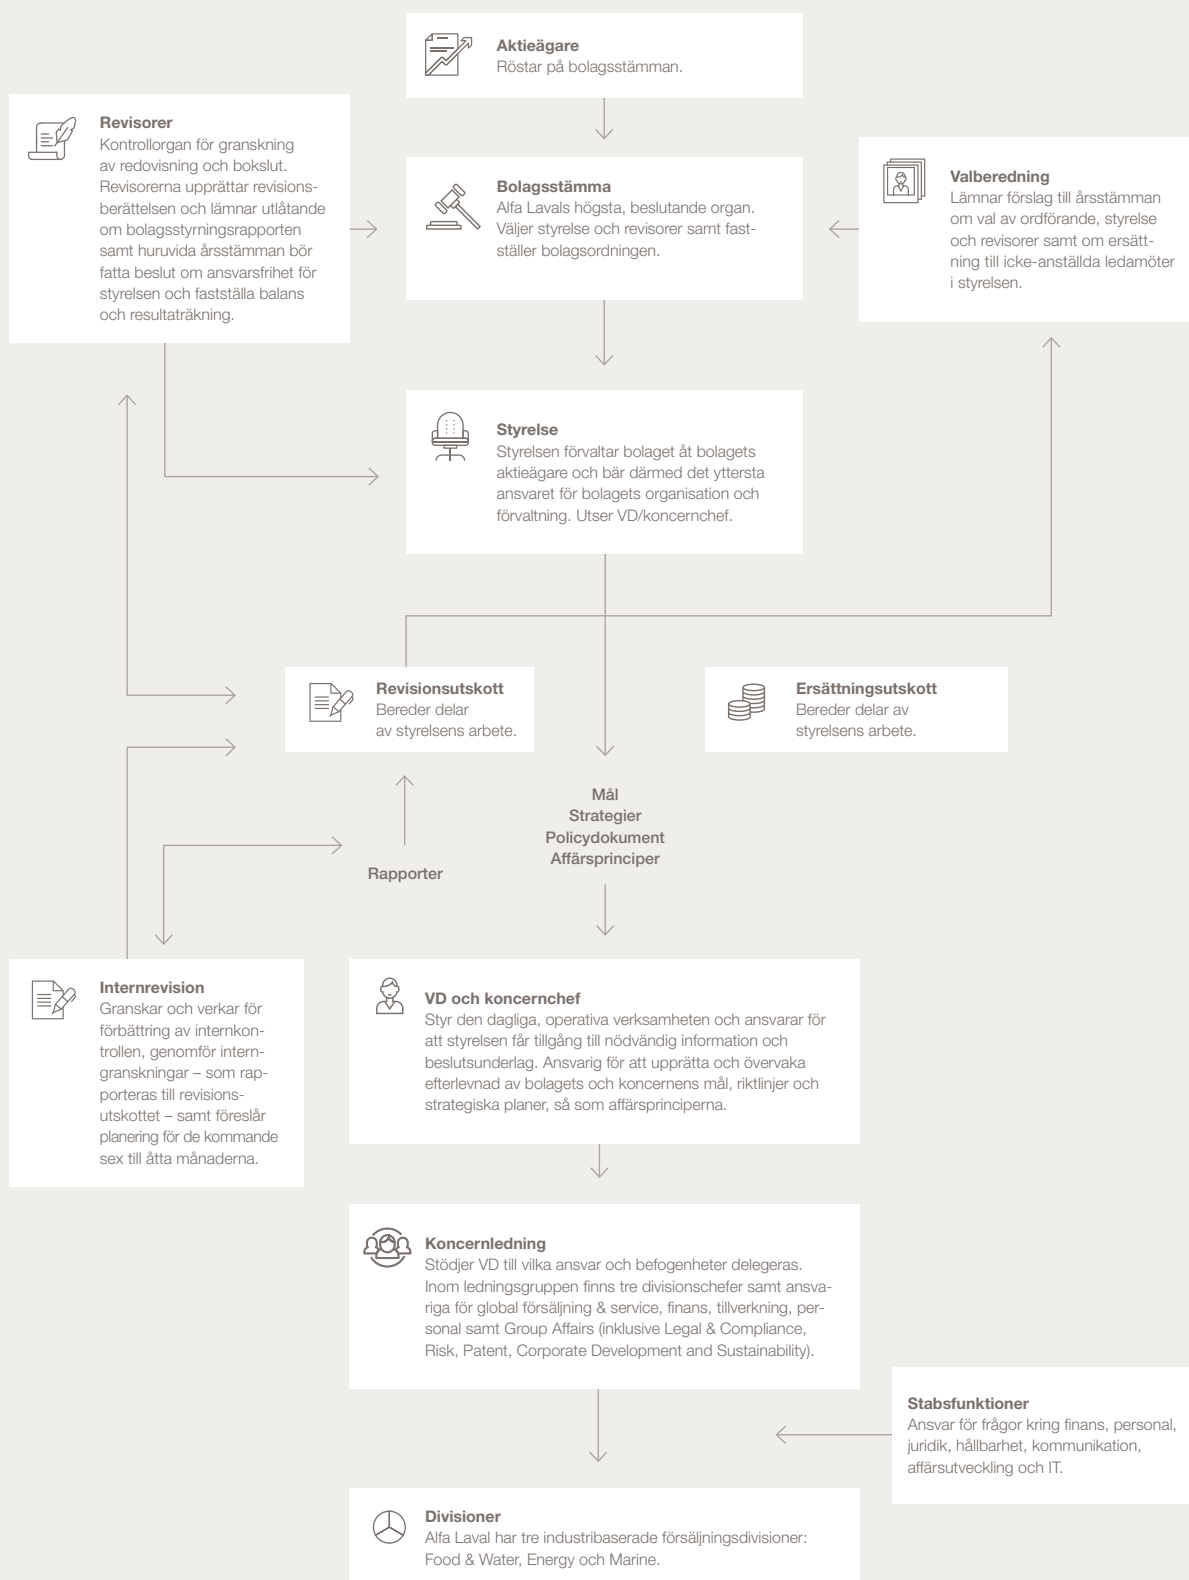 Aktieägare
Röstar på bolagsstämman.
Revisorer
Kontrollorgan för granskning
av redovisning och bokslut.
Revisorerna upprättar revisions-
berättelsen och lämnar utlåtande
om bolagsstyrningsrapporten
samt huruvida årsstämman bör
fatta beslut om ansvarsfrihet för
styrelsen och fastställa balans
och resultaträkning.
Bolagsstämma
Alfa Lavals högsta, beslutande organ.
Väljer styrelse och revisorer samt fast-
ställer bolagsordningen.
Valberedning
Lämnar förslag till årsstämman
om val av ordförande, styrelse
och revisorer samt om ersätt-
ning till icke-anställda ledamöter
i styrelsen.
Styrelse
Styrelsen förvaltar bolaget åt bolagets
aktieägare och bär därmed det yttersta
ansvaret för bolagets organisation och
förvaltning. Utser VD/koncernchef.
Revisionsutskott
Bereder delar
av styrelsens arbete.
Ersättningsutskott
Bereder delar av
styrelsens arbete.
Mål
Strategier
Policydokument
Affärsprinciper
Rapporter
Internrevision
Granskar och verkar för
förbättring av internkon-
trollen, genomför intern-
granskningar – som rap-
porteras till revisions-
utskottet – samt föreslår
planering för de kommande
sex till åtta månaderna.
VD och koncernchef
Styr den dagliga, operativa verksamheten och ansvarar för
att styrelsen får tillgång till nödvändig information och
beslutsunderlag. Ansvarig för att upprätta och övervaka
efterlevnad av bolagets och koncernens mål, riktlinjer och
strategiska planer, så som affärsprinciperna.
Koncernledning
Stödjer VD till vilka ansvar och befogenheter delegeras.
Inom ledningsgruppen finns tre divisionschefer samt ansva-
riga för global försäljning & service, finans, tillverkning, per-
sonal samt Group Affairs (inklusive Legal & Compliance,
Risk, Patent, Corporate Development and Sustainability).
Stabsfunktioner
Ansvar för frågor kring finans, personal,
juridik, hållbarhet, kommunikation,
affärsutveckling och IT.
Divisioner
Alfa Laval har tre industribaserade försäljningsdivisioner:
Food & Water, Energy och Marine.